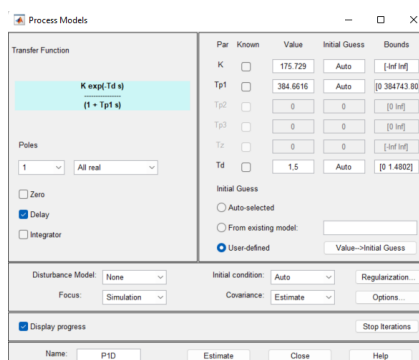 Process Models
Transfer Function
K exp(-Td s)
----------------
(1 + Tp1 s)
Poles
1 All real
Zero
Delay
Integrator
Par Known Value Initial Guess Bounds
K 175.729 Auto [-Inf Inf]
Tp1 384.6616 Auto [0 384743.80
Tp2 0 0 [0 Inf]
Tp3 0 0 [0 Inf]
Tz 0 0 [-Inf Inf]
Td 1,5 Auto [0 1.4802]
Initial Guess
Auto-selected
From existing model:
User-defined Value-->Initial Guess
Disturbance Model: None Initial condition: Auto Regularization...
Focus: Simulation Covariance: Estimate Options...
Display progress Stop Iterations
Name: P1D Estimate Close Help